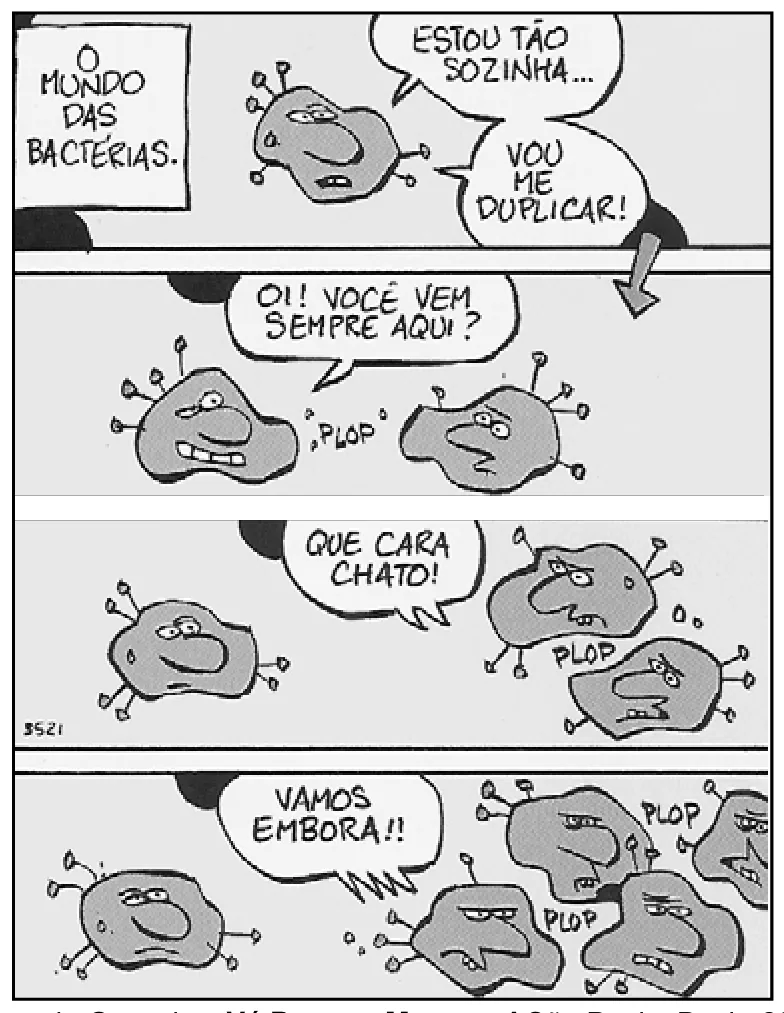 O
MUNDO
DAS
BACTÉRIAS.
ESTOU TÃO
SOZINHA...
VOU
ME
DUPLICAR!
OI! VOCÊ VEM
SEMPRE AQUI?
PLOP
QUE CARA
CHATO!
PLOP
3521
VAMOS
EMBORA!!
PLOP
PLOP